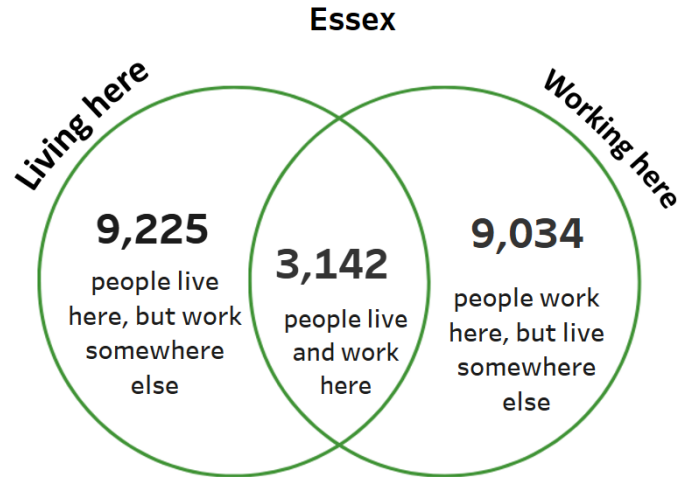 Essex
Living here
Working here
9,225
people live
here, but work
somewhere
else
3,142
people live
and work
here
9,034
people work
here, but live
somewhere
else